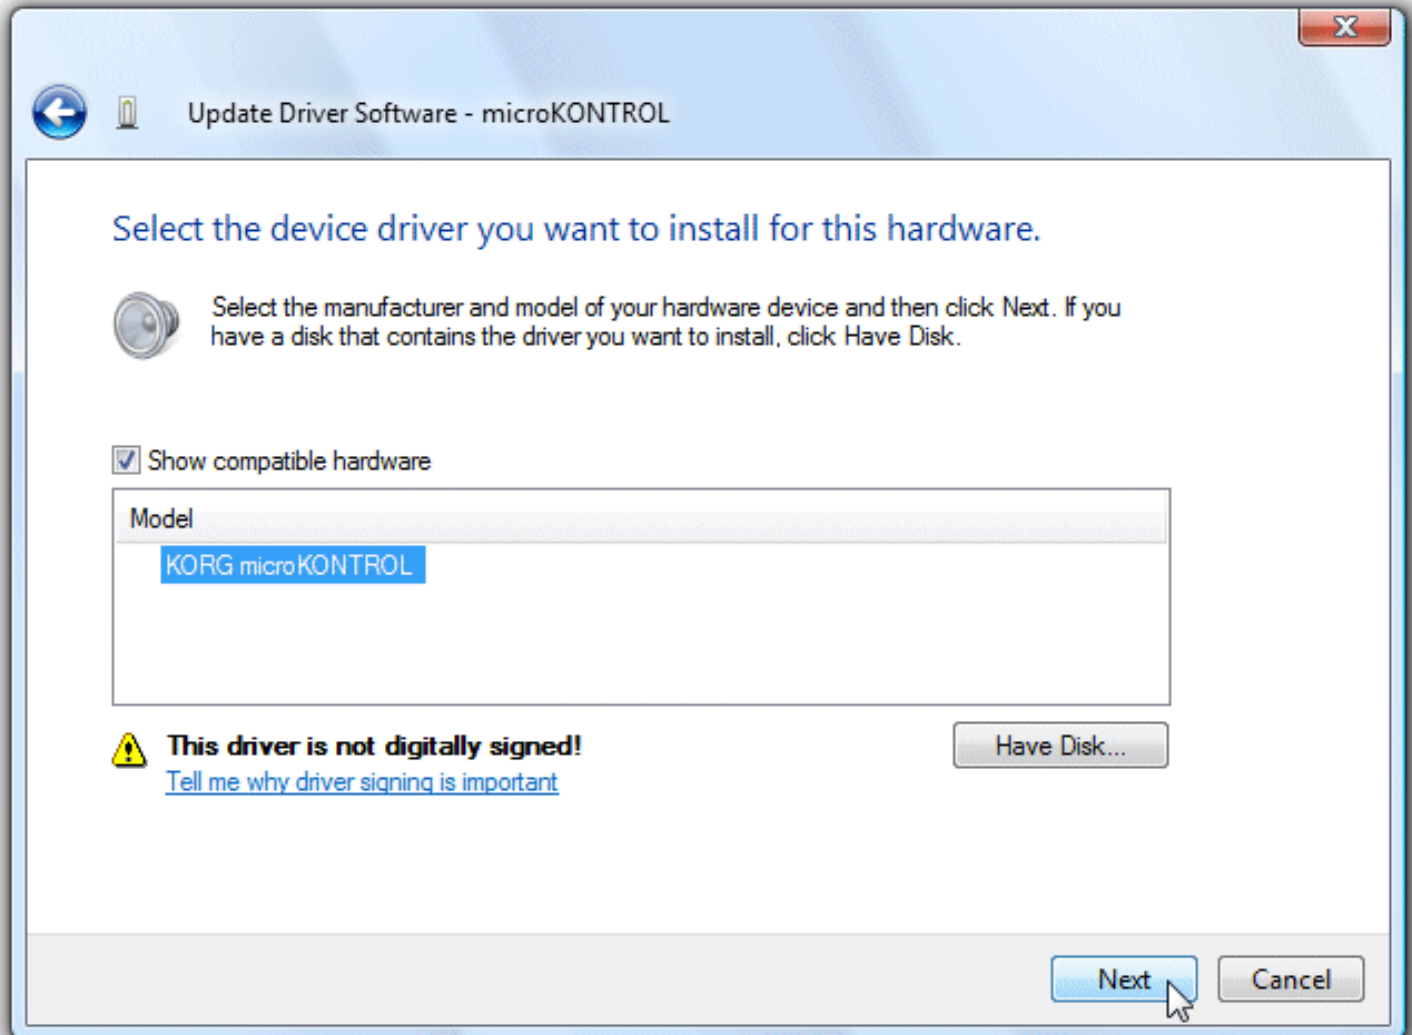 Update Driver Software - microKONTROL
Select the device driver you want to install for this hardware.
Select the manufacturer and model of your hardware device and then click Next. If you
have a disk that contains the driver you want to install, click Have Disk.
Show compatible hardware
Model
KORG microKONTROL
This driver is not digitally signed!
Have Disk...
Tell me why driver signing is important
Next
Cancel